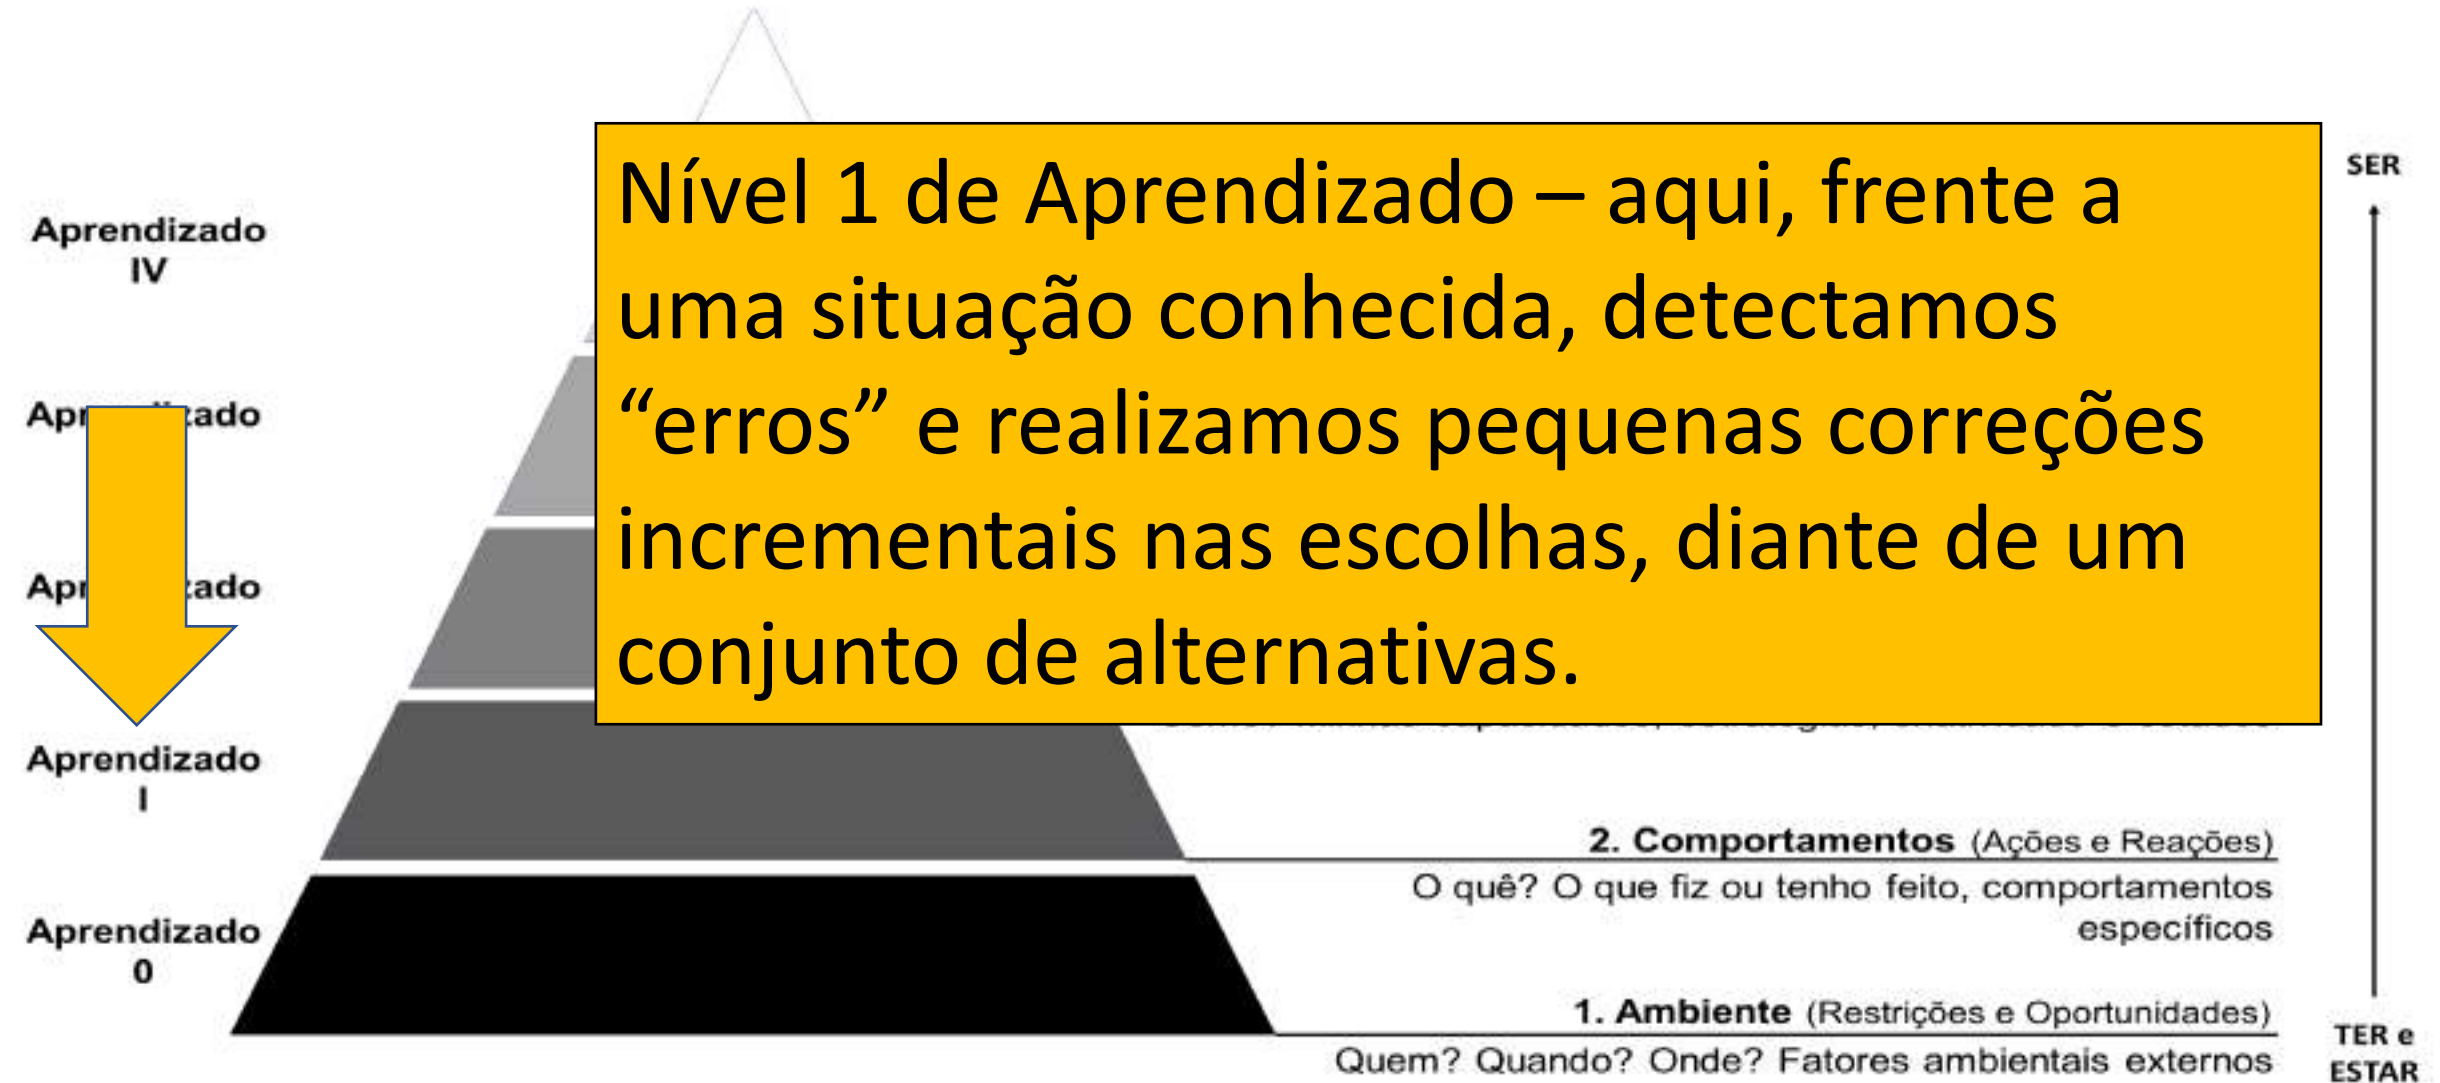 Nível 1 de Aprendizado – aqui, frente a
uma situação conhecida, detectamos
“erros” e realizamos pequenas correções
incrementais nas escolhas, diante de um
conjunto de alternativas.
SER
Aprendizado
IV
Aprendizado
I
2. Comportamentos (Ações e Reações)
O quê? O que fiz ou tenho feito, comportamentos
específicos
Aprendizado
0
1. Ambiente (Restrições e Oportunidades)
Quem? Quando? Onde? Fatores ambientais externos
TER e
ESTAR